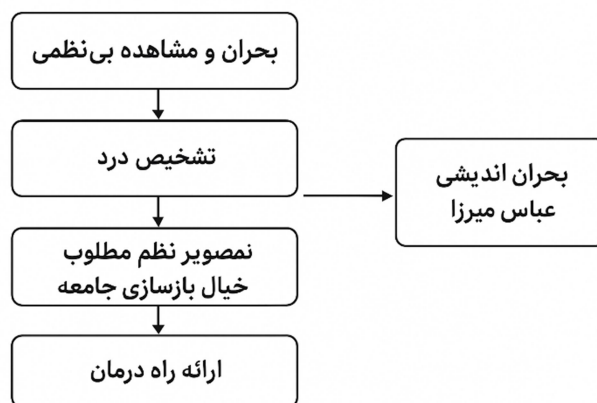 بحران و مشاهده بی‌نظمی
تشخیص درد
نمصویر نظم مطلوب
خیال بازسازی جامعه
ارائه راه درمان
بحران اندیشی
عباس میرزا